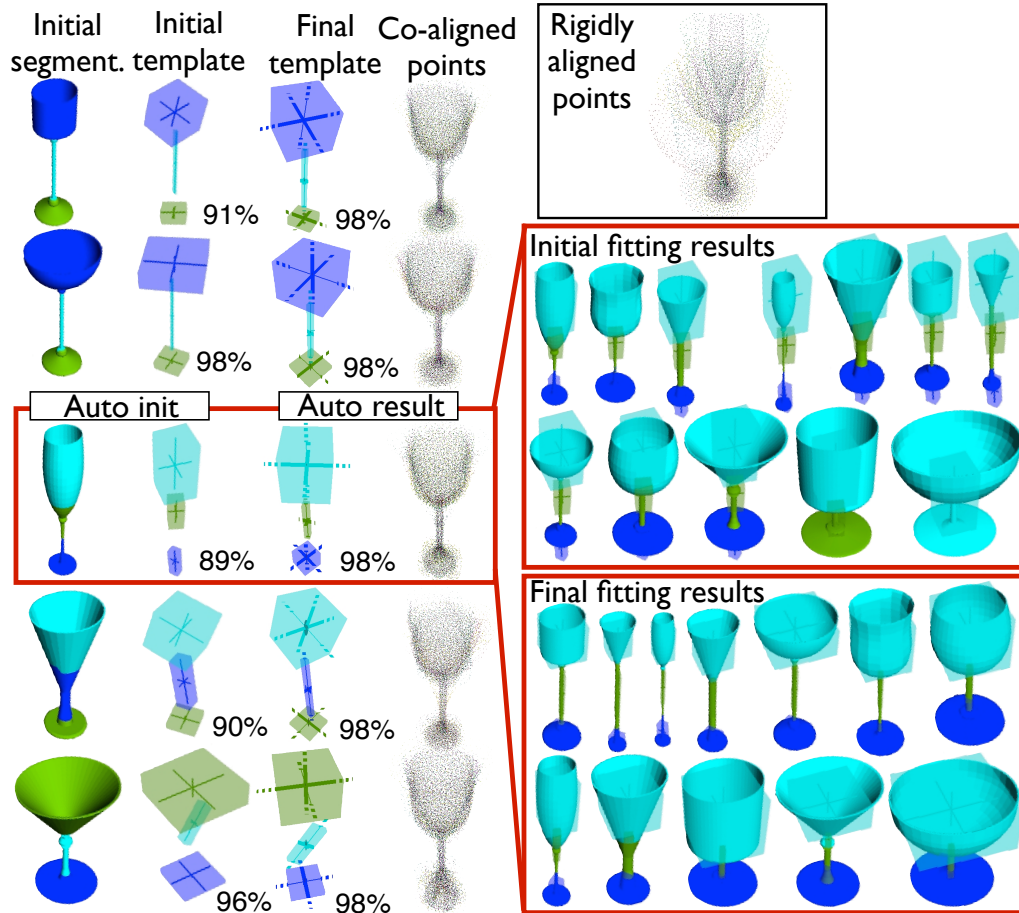 Initial
segment.
Initial
template
Final
template
Co-aligned
points
Rigidly
aligned
points
91%
98%
98%
98%
Auto init
Auto result
89%
98%
90%
98%
96%
98%
Initial fitting results
Final fitting results